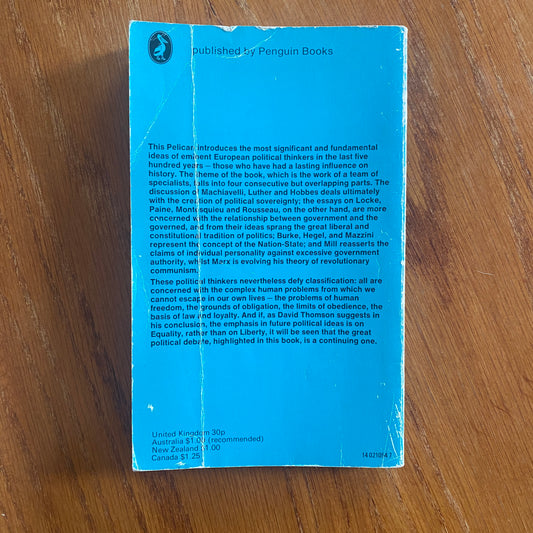 published by Penguin Books
This Pelican introduces the most significant and fundamental
ideas of eminent European political thinkers in the last five
hundred years – those who have had a lasting influence on
history. The theme of the book, which is the work of a team of
specialists, falls into four consecutive but overlapping parts. The
discussion of Machiavelli, Luther and Hobbes deals ultimately
with the creation of political sovereignty; the essays on Locke,
Paine, Montesquieu and Rousseau, on the other hand, are more
concerned with the relationship between government and the
governed, and from their ideas sprang the great liberal and
constitutional tradition of politics; Burke, Hegel, and Mazzini
represent the concept of the Nation-State; and Mill reasserts the
claims of individual personality against excessive government
authority, whilst Marx is evolving his theory of revolutionary
communism.
These political thinkers nevertheless defy classification: all are
concerned with the complex human problems from which we
cannot escape in our own lives – the problems of human
freedom, the grounds of obligation, the limits of obedience, the
basis of law and loyalty. And if, as David Thomson suggests in
his conclusion, the emphasis in future political ideas is on
Equality, rather than on Liberty, it will be seen that the great
political debate, highlighted in this book, is a continuing one.
United Kingdom 30p
Australia $1.00 (recommended)
New Zealand $1.00
Canada $1.25